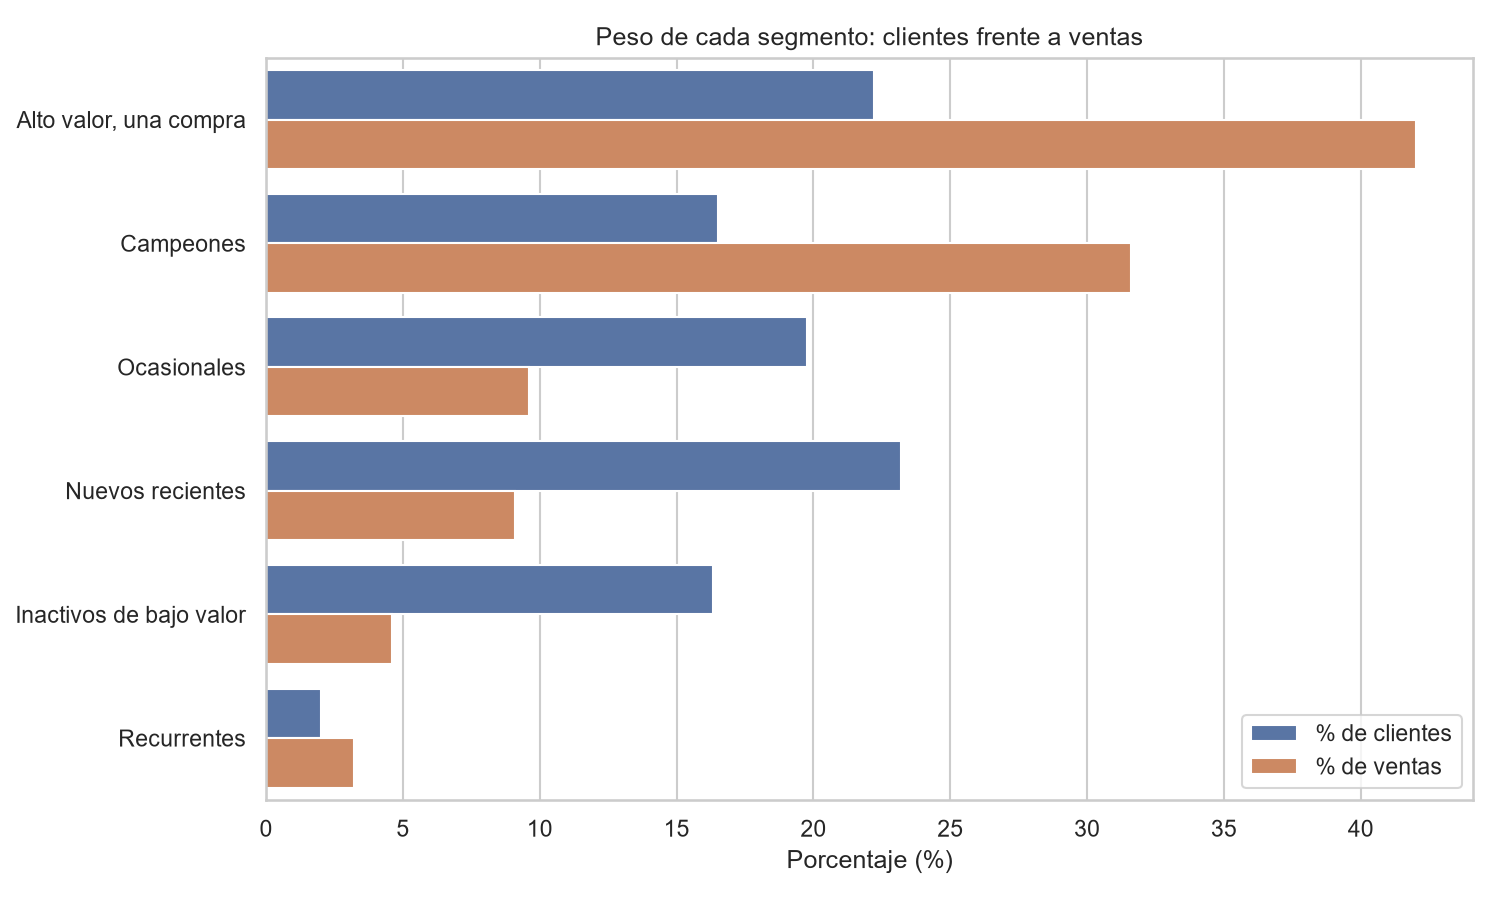 Peso de cada segmento: clientes frente a ventas
Alto valor, una compra
Campeones
Ocasionales
Nuevos recientes
Inactivos de bajo valor
Recurrentes
% de clientes
% de ventas
0 5 10 15 20 25 30 35 40
Porcentaje (%)